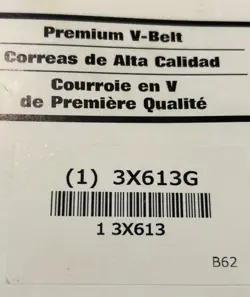 Premium V-Belt
Correas de Alta Calidad
Courroie en V
de Première Qualité
(1) 3X613G
1 3X613
B62